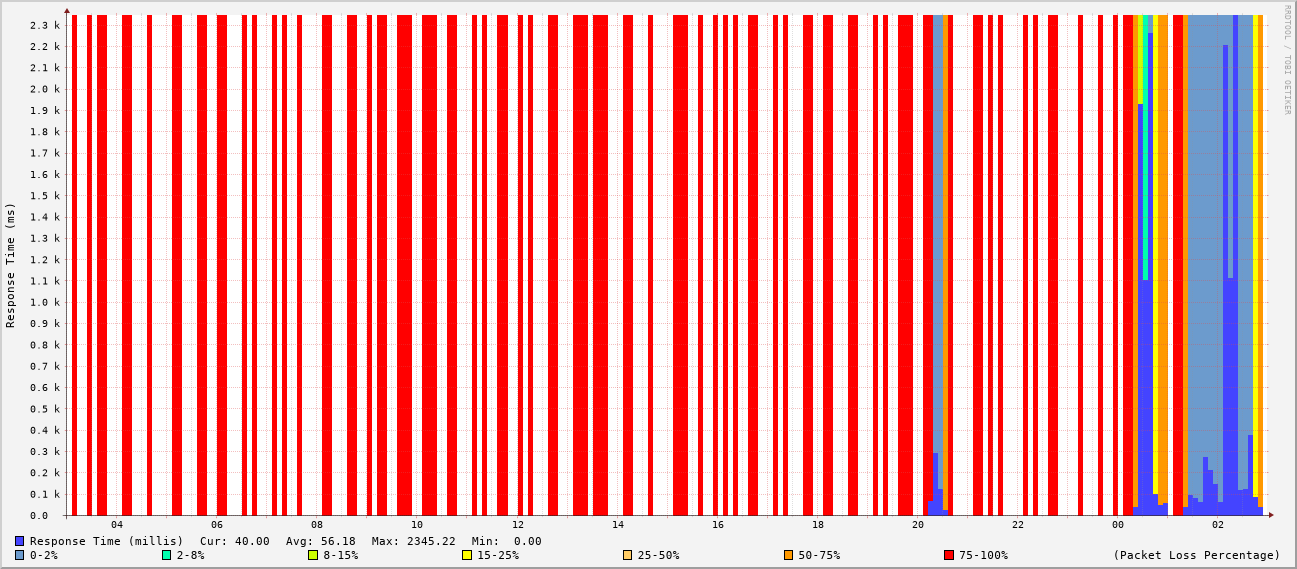 RRDTOOL / TOBI OETIKER
Response Time (ms)
2.3 k
2.2 k
2.1 k
2.0 k
1.9 k
1.8 k
1.7 k
1.6 k
1.5 k
1.4 k
1.3 k
1.2 k
1.1 k
1.0 k
0.9 k
0.8 k
0.7 k
0.6 k
0.5 k
0.4 k
0.3 k
0.2 k
0.1 k
0.0
04 06 08 10 12 14 16 18 20 22 00 02
Response Time (millis) Cur: 40.00 Avg: 56.18 Max: 2345.22 Min: 0.00
0-2% 2-8% 8-15% 15-25% 25-50% 50-75% 75-100% (Packet Loss Percentage)